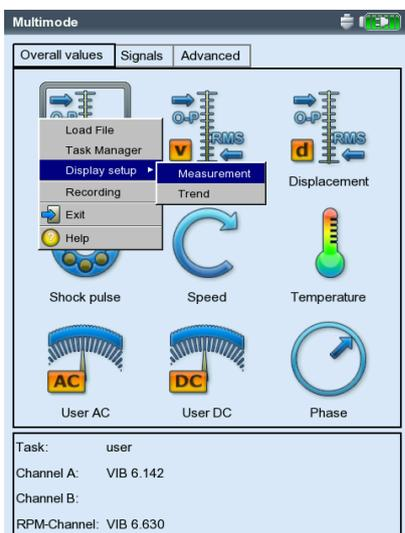 Multimode
Overall values Signals Advanced
O-P
O-P RMS v
O-P RMS d
Load File
Task Manager
Display setup
Measurement
Displacement
Recording
Trend
Exit
Help
Shock pulse Speed Temperature
AC DC
User AC User DC Phase
Task: user
Channel A: VIB 6.142
Channel B:
RPM-Channel: VIB 6.630